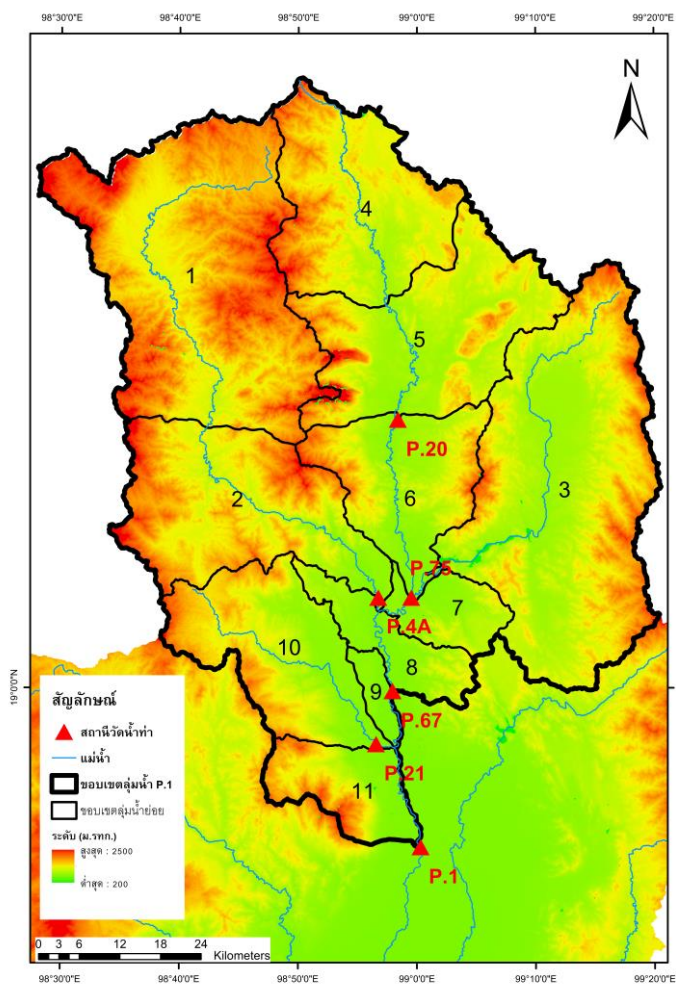 98°30'0"E 98°40'0"E 98°50'0"E 99°0'0"E 99°10'0"E 99°20'0"E
N
4
1
5
P.20
2
6
3
P.75
7
P.4A
10
8
9
19°0'0"N
P.67
P.21
11
P.1
สัญลักษณ์
สถานีวัดน้ำท่า
แม่น้ำ
ขอบเขตลุ่มน้ำ P.1
ขอบเขตลุ่มน้ำย่อย
ระดับ (ม.รทก.)
สูงสุด : 2500
ต่ำสุด : 200
0 3 6 12 18 24
Kilometers
98°30'0"E 98°40'0"E 98°50'0"E 99°0'0"E 99°10'0"E 99°20'0"E